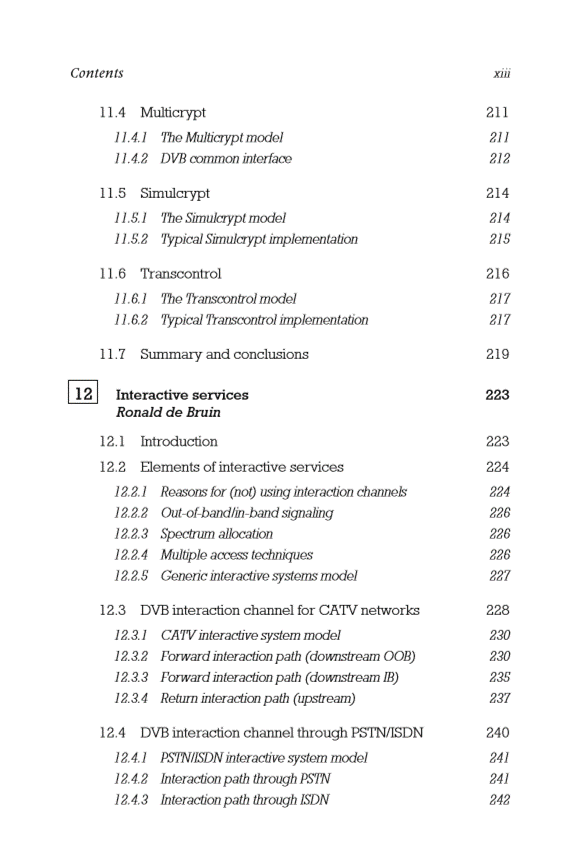 Contents xiii
11.4 Multicrypt 211
11.4.1 The Multicrypt model 211
11.4.2 DVB common interface 212
11.5 Simulcrypt 214
11.5.1 The Simulcrypt model 214
11.5.2 Typical Simulcrypt implementation 215
11.6 Transcontrol 216
11.6.1 The Transcontrol model 217
11.6.2 Typical Transcontrol implementation 217
11.7 Summary and conclusions 219
12 Interactive services 223
Ronald de Bruin
12.1 Introduction 223
12.2 Elements of interactive services 224
12.2.1 Reasons for (not) using interaction channels 224
12.2.2 Out-of-band/in-band signaling 226
12.2.3 Spectrum allocation 226
12.2.4 Multiple access techniques 226
12.2.5 Generic interactive systems model 227
12.3 DVB interaction channel for CATV networks 228
12.3.1 CATV interactive system model 230
12.3.2 Forward interaction path (downstream OOB) 230
12.3.3 Forward interaction path (downstream IB) 235
12.3.4 Return interaction path (upstream) 237
12.4 DVB interaction channel through PSTN/ISDN 240
12.4.1 PSTN/ISDN interactive system model 241
12.4.2 Interaction path through PSTN 241
12.4.3 Interaction path through ISDN 242